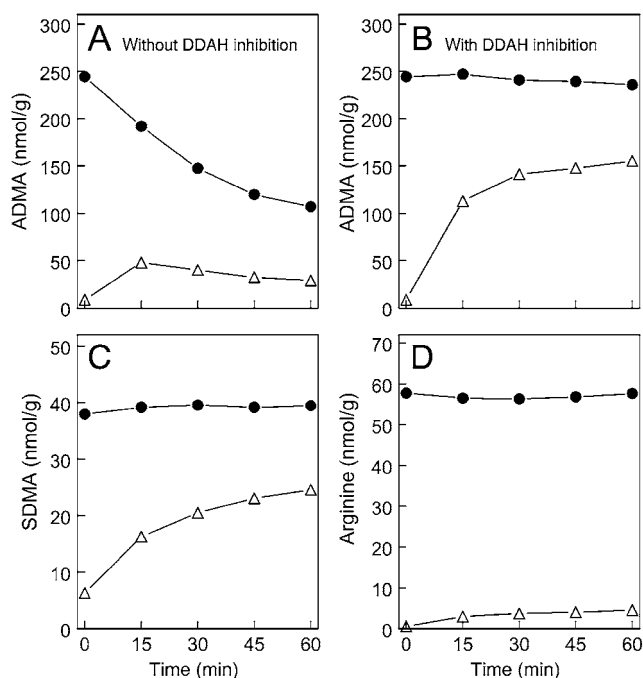 A Without DDAH inhibition
ADMA (nmol/g)
300
250
200
150
100
50
0
B With DDAH inhibition
ADMA (nmol/g)
300
250
200
150
100
50
0
C
SDMA (nmol/g)
50
40
30
20
10
0
0 15 30 45 60
Time (min)
D
Arginine (nmol/g)
70
60
50
40
30
20
10
0
0 15 30 45 60
Time (min)